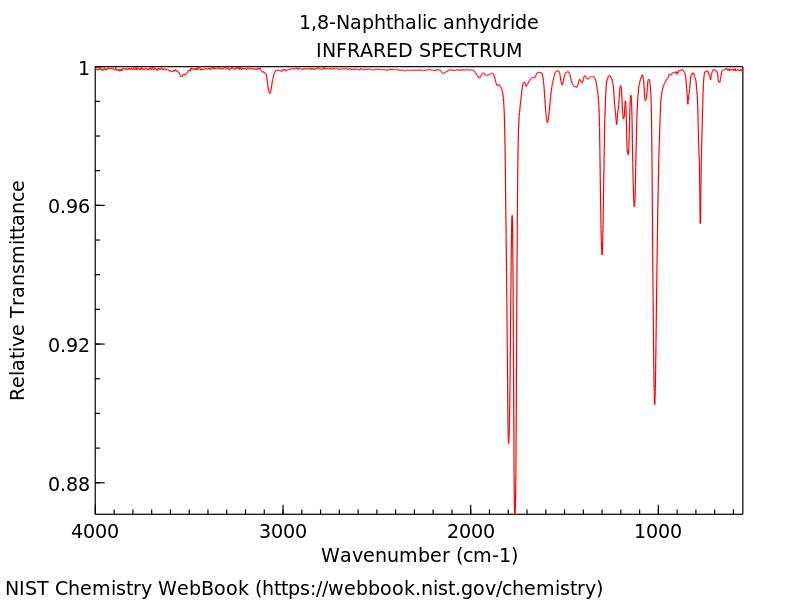 1,8-Naphthalic anhydride
INFRARED SPECTRUM
1
0.96
0.92
0.88
Relative Transmittance
4000 3000 2000 1000
Wavenumber (cm-1)
NIST Chemistry WebBook (https://webbook.nist.gov/chemistry)